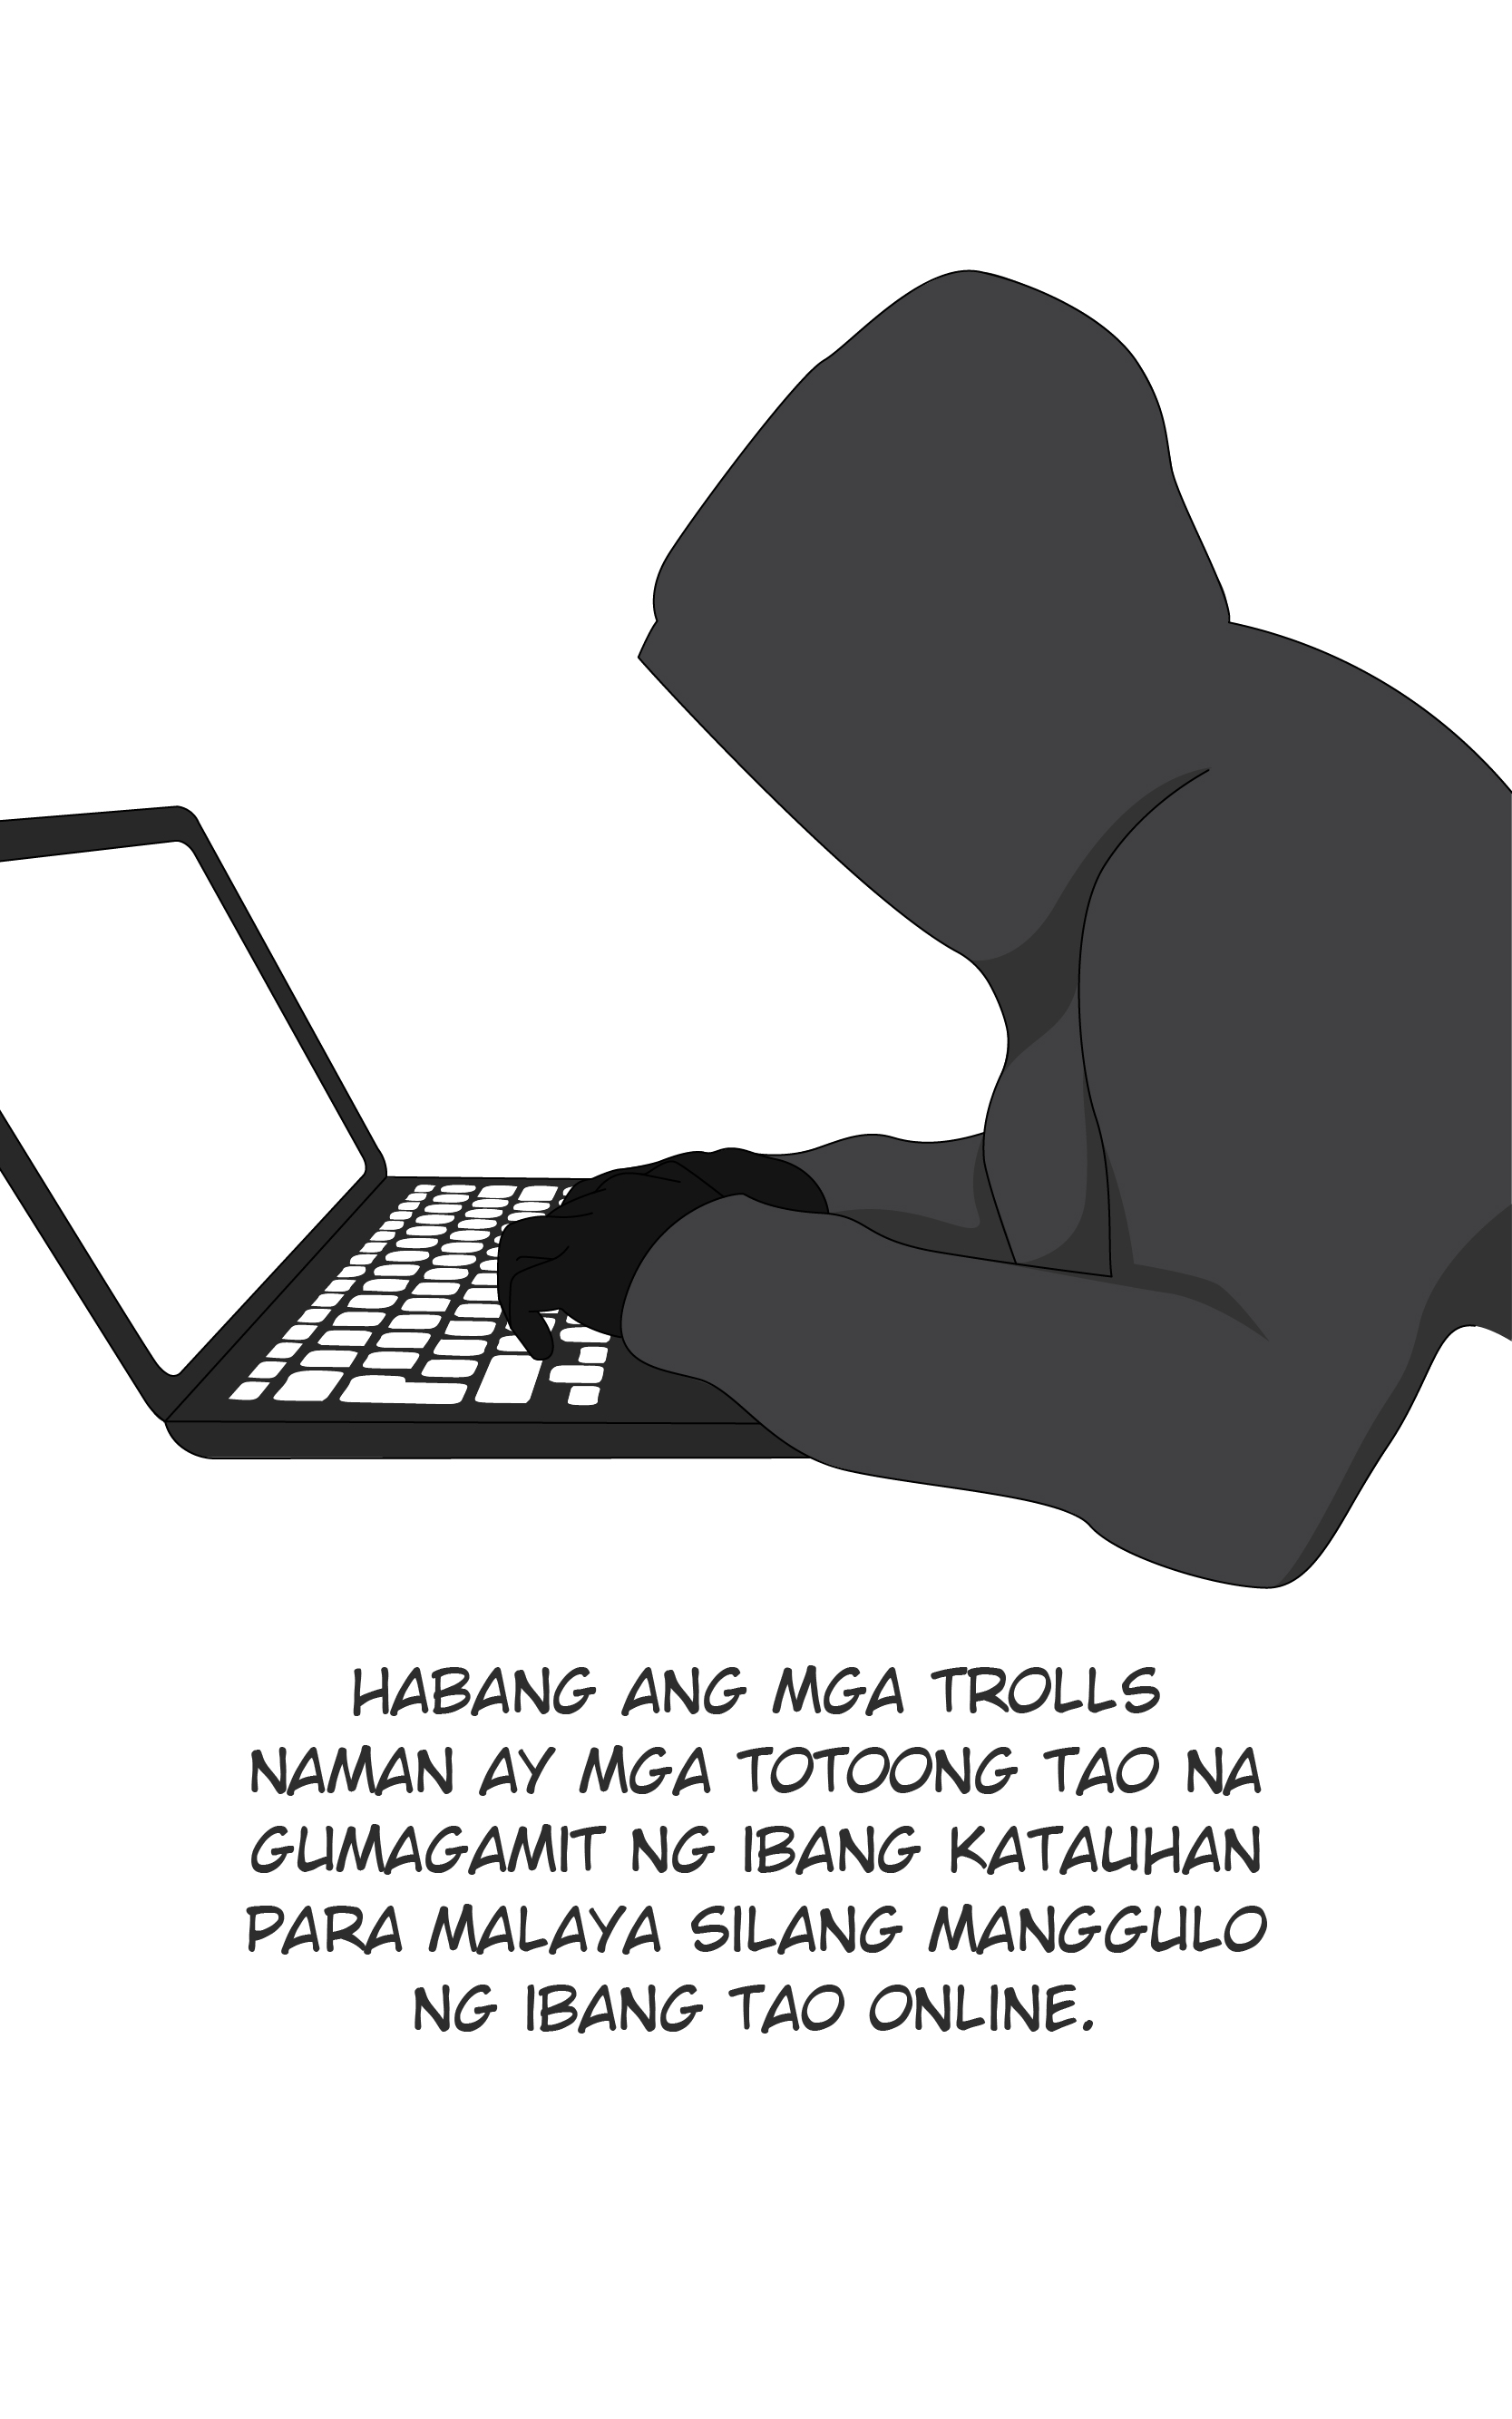 HABANG ANG MGA TROLLS
NAMAN AY MGA TOTOONG TAO NA
GUMAGAMIT NG IBANG KATAUHAN
PARA MALAYA SILANG MANGGULO
NG IBANG TAO ONLINE.